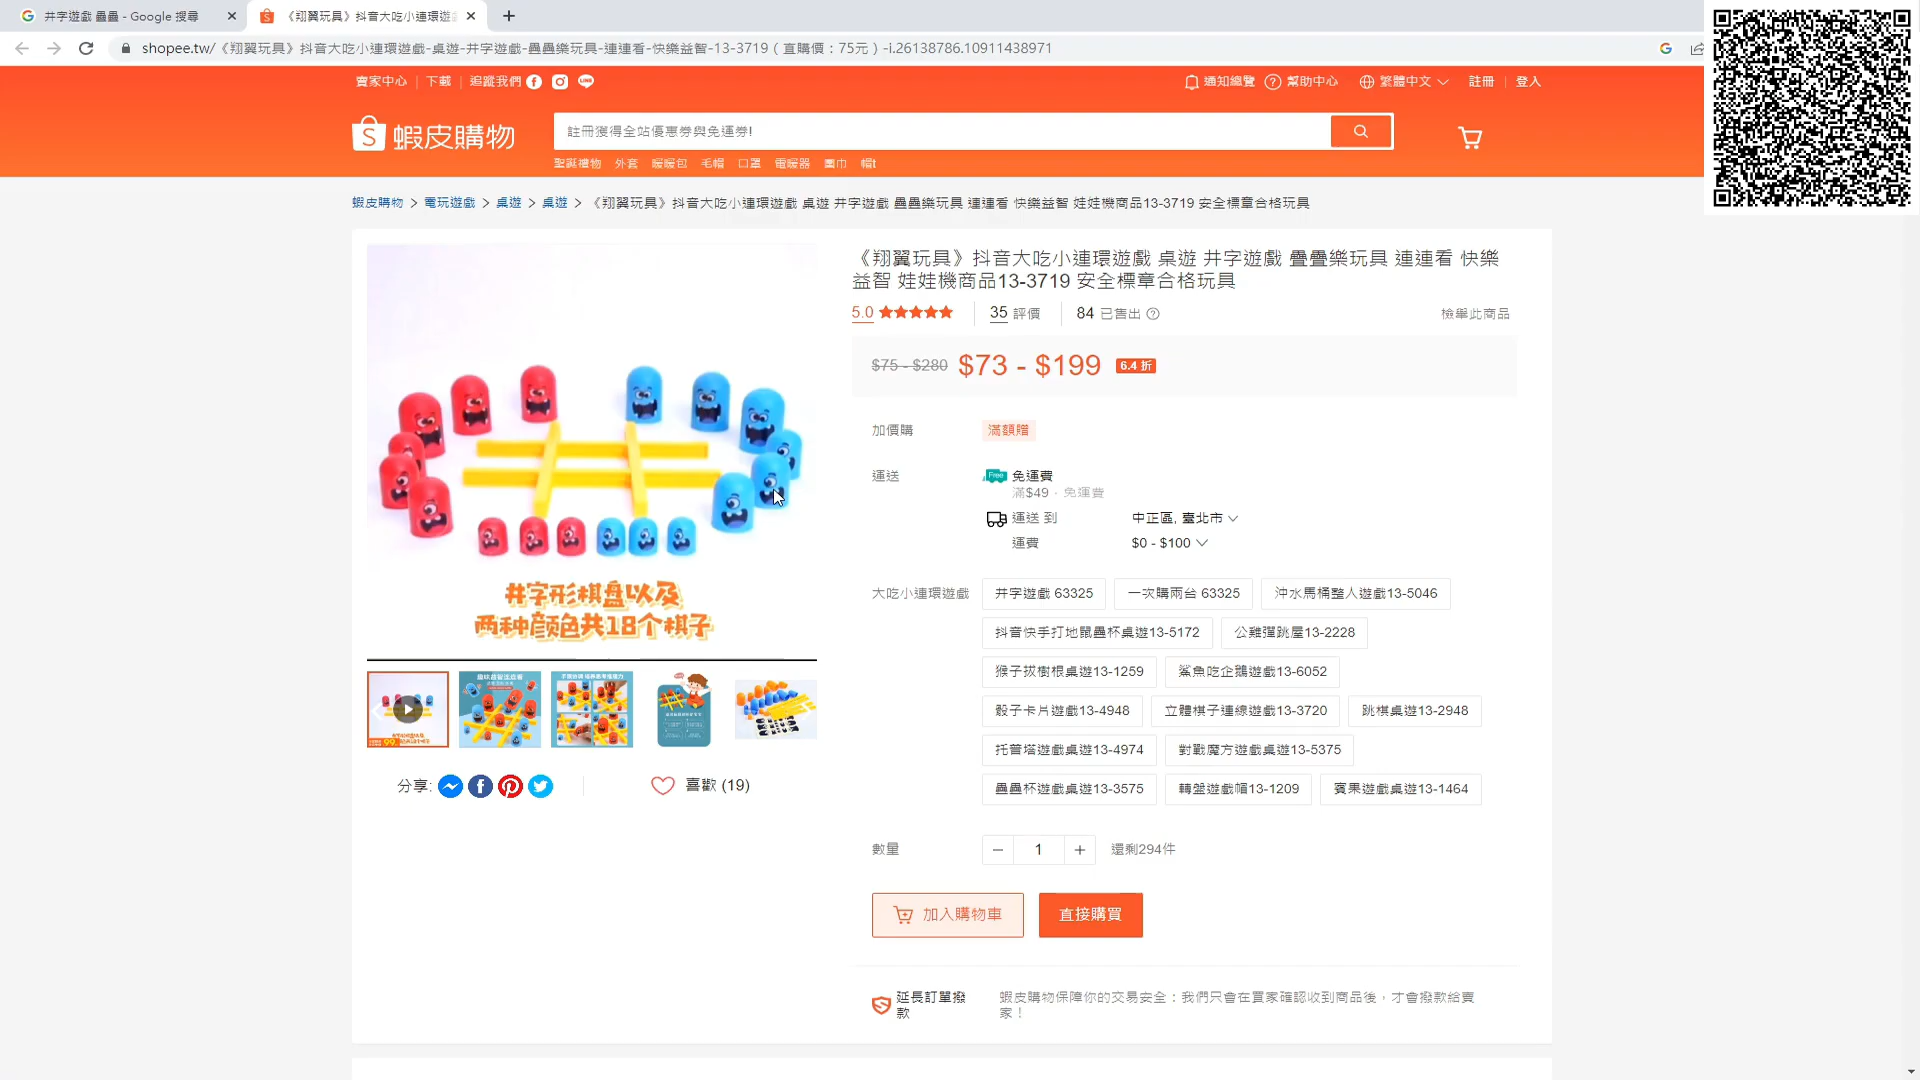 井字遊戲 疊疊 - Google 搜尋
《翔翼玩具》抖音大吃小連環遊戲
shopee.tw/《翔翼玩具》抖音大吃小連環遊戲-桌遊-井字遊戲-疊疊樂玩具-連連看-快樂益智-13-3719 ( 直購價：75元 ) -i.26138786.10911438971
賣家中心 | 下載 | 追蹤我們
通知總覽 幫助中心 繁體中文 註冊 | 登入
蝦皮購物
註冊獲得全站優惠券與免運券!
聖誕禮物 外套 暖暖包 毛帽 口罩 電暖器 圍巾 帽t
蝦皮購物 > 電玩遊戲 > 桌遊 > 桌遊 > 《翔翼玩具》抖音大吃小連環遊戲 桌遊 井字遊戲 疊疊樂玩具 連連看 快樂益智 娃娃機商品13-3719 安全標章合格玩具
《翔翼玩具》抖音大吃小連環遊戲 桌遊 井字遊戲 疊疊樂玩具 連連看 快樂
益智 娃娃機商品13-3719 安全標章合格玩具
5.0 35 評價 84 已售出 檢舉此商品
$75 - $280 $73 - $199 6.4 折
加價購 滿額贈
運送 Free 免運費
滿$49，免運費
運送 到 中正區, 臺北市
運費 $0 - $100
大吃小連環遊戲 井字遊戲 63325 一次購兩台 63325 沖水馬桶整人遊戲13-5046
抖音快手打地鼠疊杯桌遊13-5172 公雞彈跳屋13-2228
猴子拔樹根桌遊13-1259 鯊魚吃企鵝遊戲13-6052
骰子卡片遊戲13-4948 立體棋子連線遊戲13-3720 跳棋桌遊13-2948
托普塔遊戲桌遊13-4974 對戰魔方遊戲桌遊13-5375
疊疊杯遊戲桌遊13-3575 轉盤遊戲帽13-1209 賓果遊戲桌遊13-1464
井字形棋盘以及
两种颜色共18个棋子
分享: 喜歡 (19)
數量 1 還剩294件
加入購物車 直接購買
延長訂單撥
款
蝦皮購物保障你的交易安全：我們只會在買家確認收到商品後，才會撥款給賣
家！